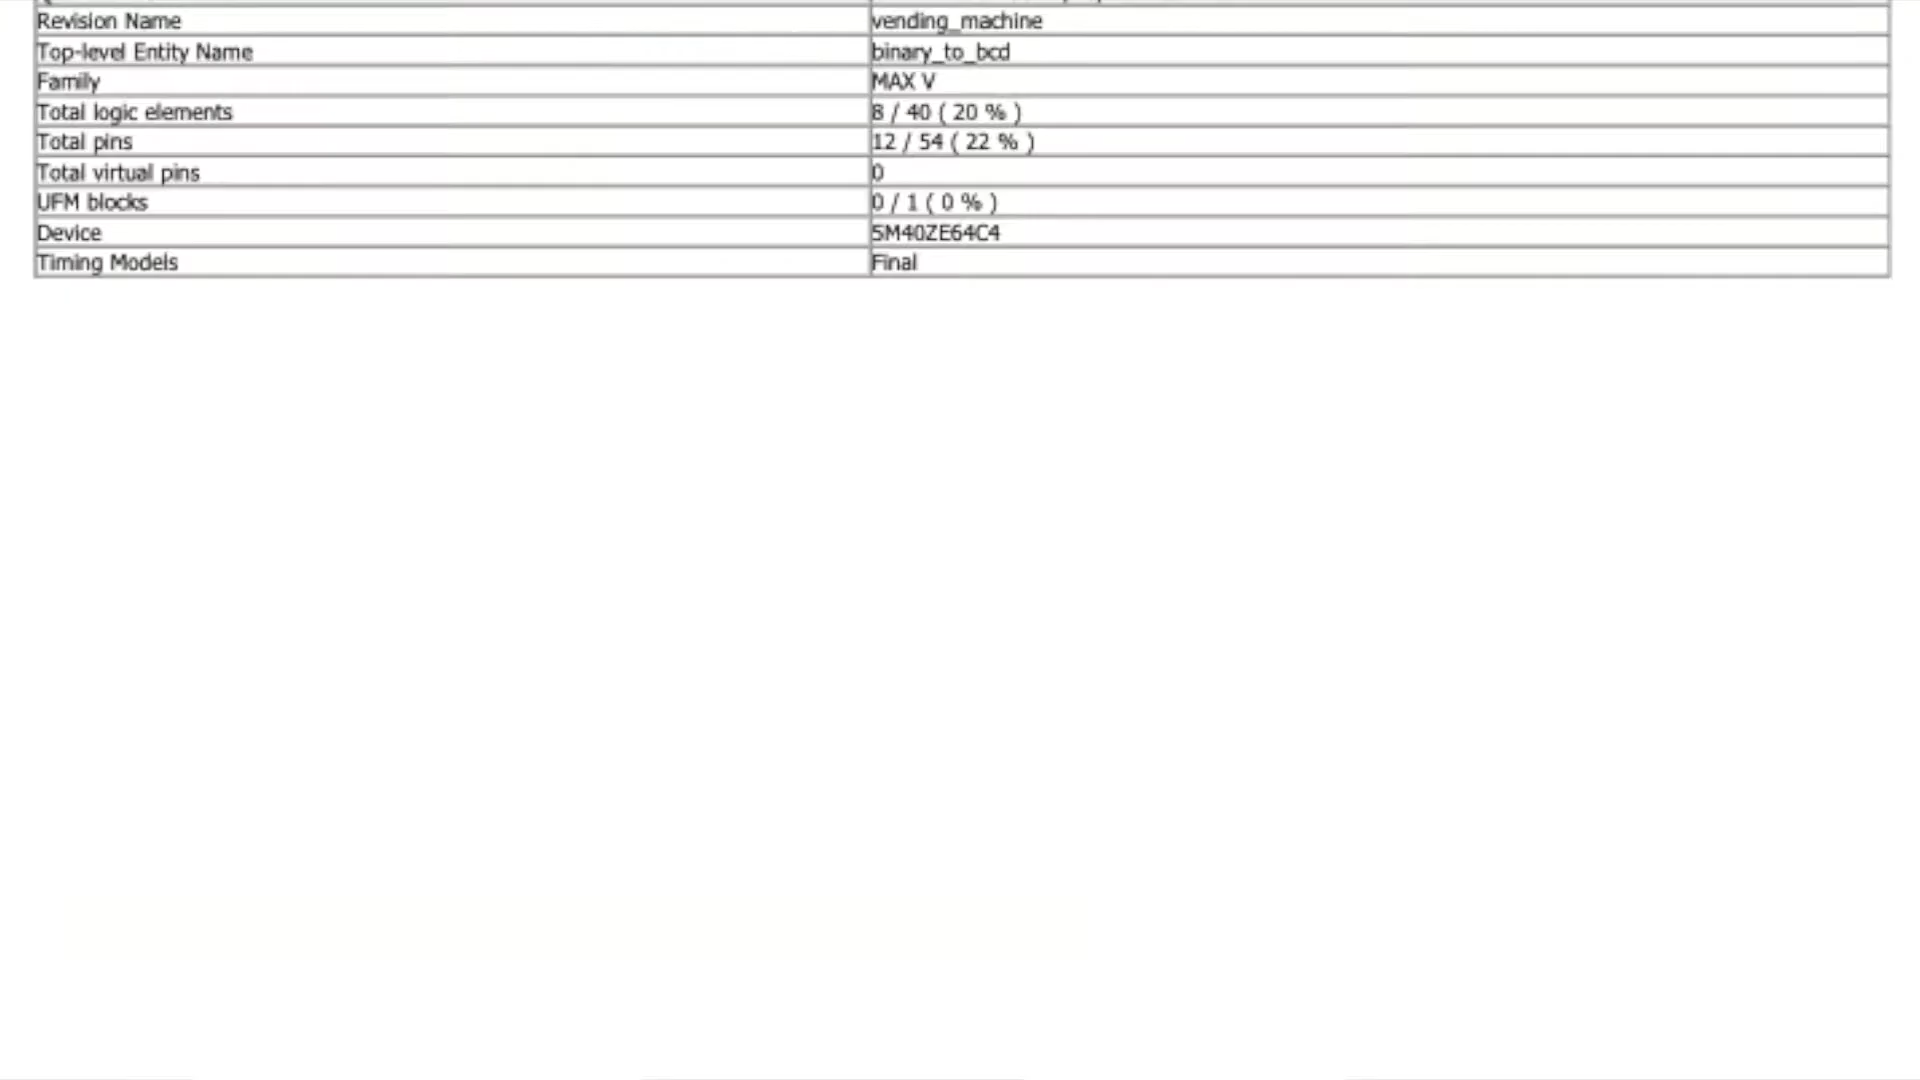 Revision Name vending_machine
Top-level Entity Name binary_to_bcd
Family MAX V
Total logic elements 8 / 40 ( 20 % )
Total pins 12 / 54 ( 22 % )
Total virtual pins 0
UFM blocks 0 / 1 ( 0 % )
Device 5M40ZE64C4
Timing Models Final